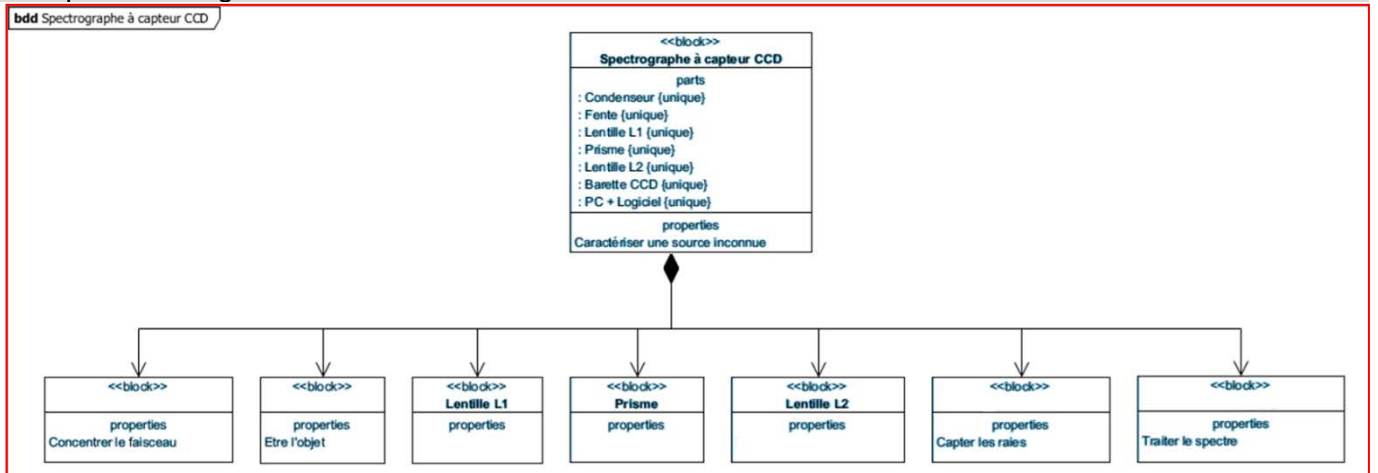 bdd Spectrographe à capteur CCD
<<block>>
Spectrographe à capteur CCD
parts
: Condenseur {unique}
: Fente {unique}
: Lentille L1 {unique}
: Prisme {unique}
: Lentille L2 {unique}
: Barette CCD {unique}
: PC + Logiciel {unique}
properties
Caractériser une source inconnue
<<block>>
properties
Concentrer le faisceau
<<block>>
properties
Etre l'objet
<<block>>
Lentille L1
properties
<<block>>
Prisme
properties
<<block>>
Lentille L2
properties
<<block>>
properties
Capter les raies
<<block>>
properties
Traiter le spectre